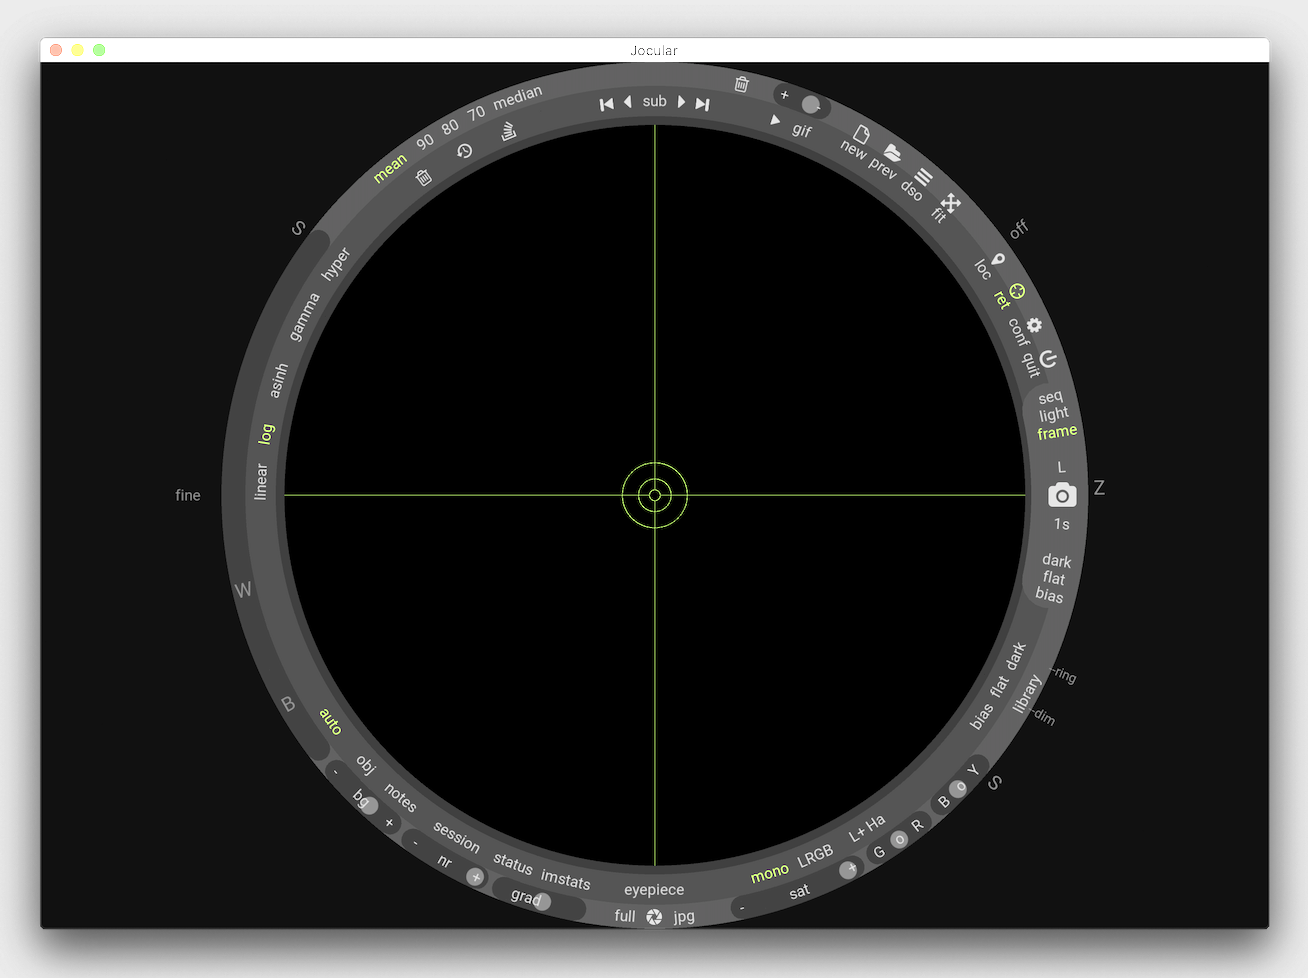 Jocular
mean 90 80 70 median
sub
+ -
gif
new prev dso fit
off
loc
ret
conf
quit
seq
light
frame
L
1s
Z
dark
flat
bias
bias flat dark
library
--ring
--dim
S
B o Y
G o R
L+ Ha
LRGB
mono
- sat +
eyepiece
full jpg
S
hyper
gamma
asinh
log
linear
fine
W
B
auto
obj
notes
session
status
imstats
- bg +
- nr +
grad